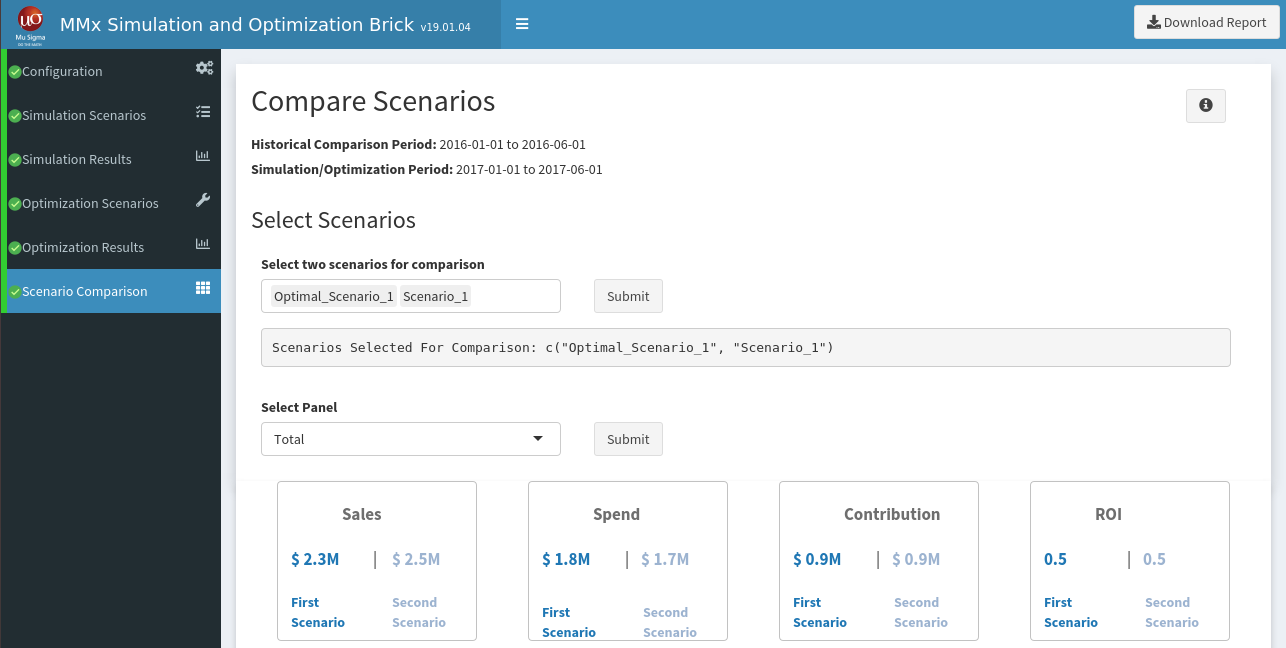 uσ
Mu Sigma
DO THE MATH
MMx Simulation and Optimization Brick v19.01.04
Download Report
Configuration
Simulation Scenarios
Simulation Results
Optimization Scenarios
Optimization Results
Scenario Comparison
Compare Scenarios
Historical Comparison Period: 2016-01-01 to 2016-06-01
Simulation/Optimization Period: 2017-01-01 to 2017-06-01
Select Scenarios
Select two scenarios for comparison
Optimal_Scenario_1 Scenario_1
Submit
Scenarios Selected For Comparison: c("Optimal_Scenario_1", "Scenario_1")
Select Panel
Total
Submit
Sales
$ 2.3M | $ 2.5M
First Second
Scenario Scenario
Spend
$ 1.8M | $ 1.7M
First Second
Scenario Scenario
Contribution
$ 0.9M | $ 0.9M
First Second
Scenario Scenario
ROI
0.5 | 0.5
First Second
Scenario Scenario